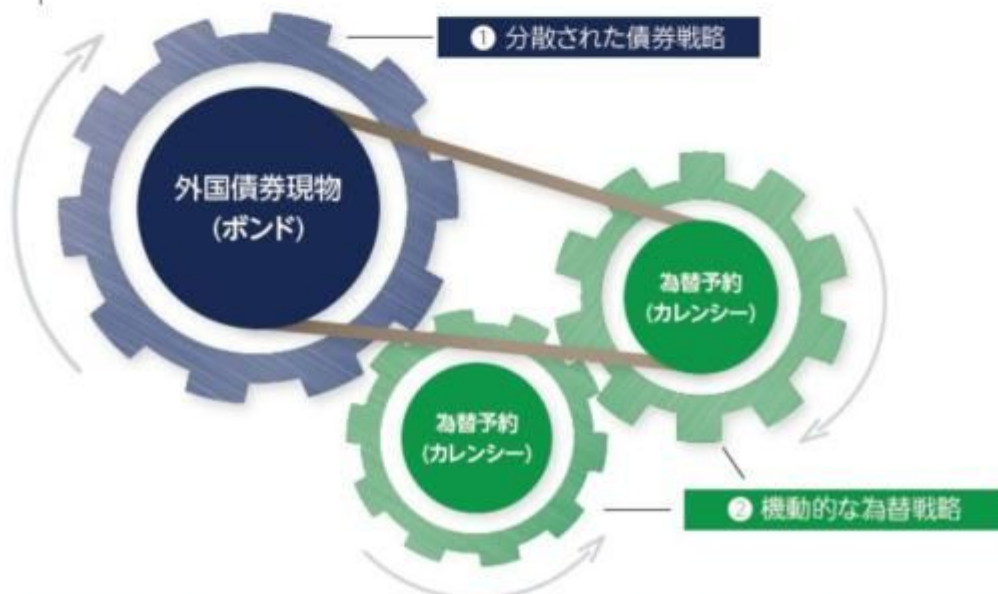 ❶ 分散された債券戦略
外国債券現物
(ボンド)
為替予約
(カレンシー)
為替予約
(カレンシー)
❷ 機動的な為替戦略